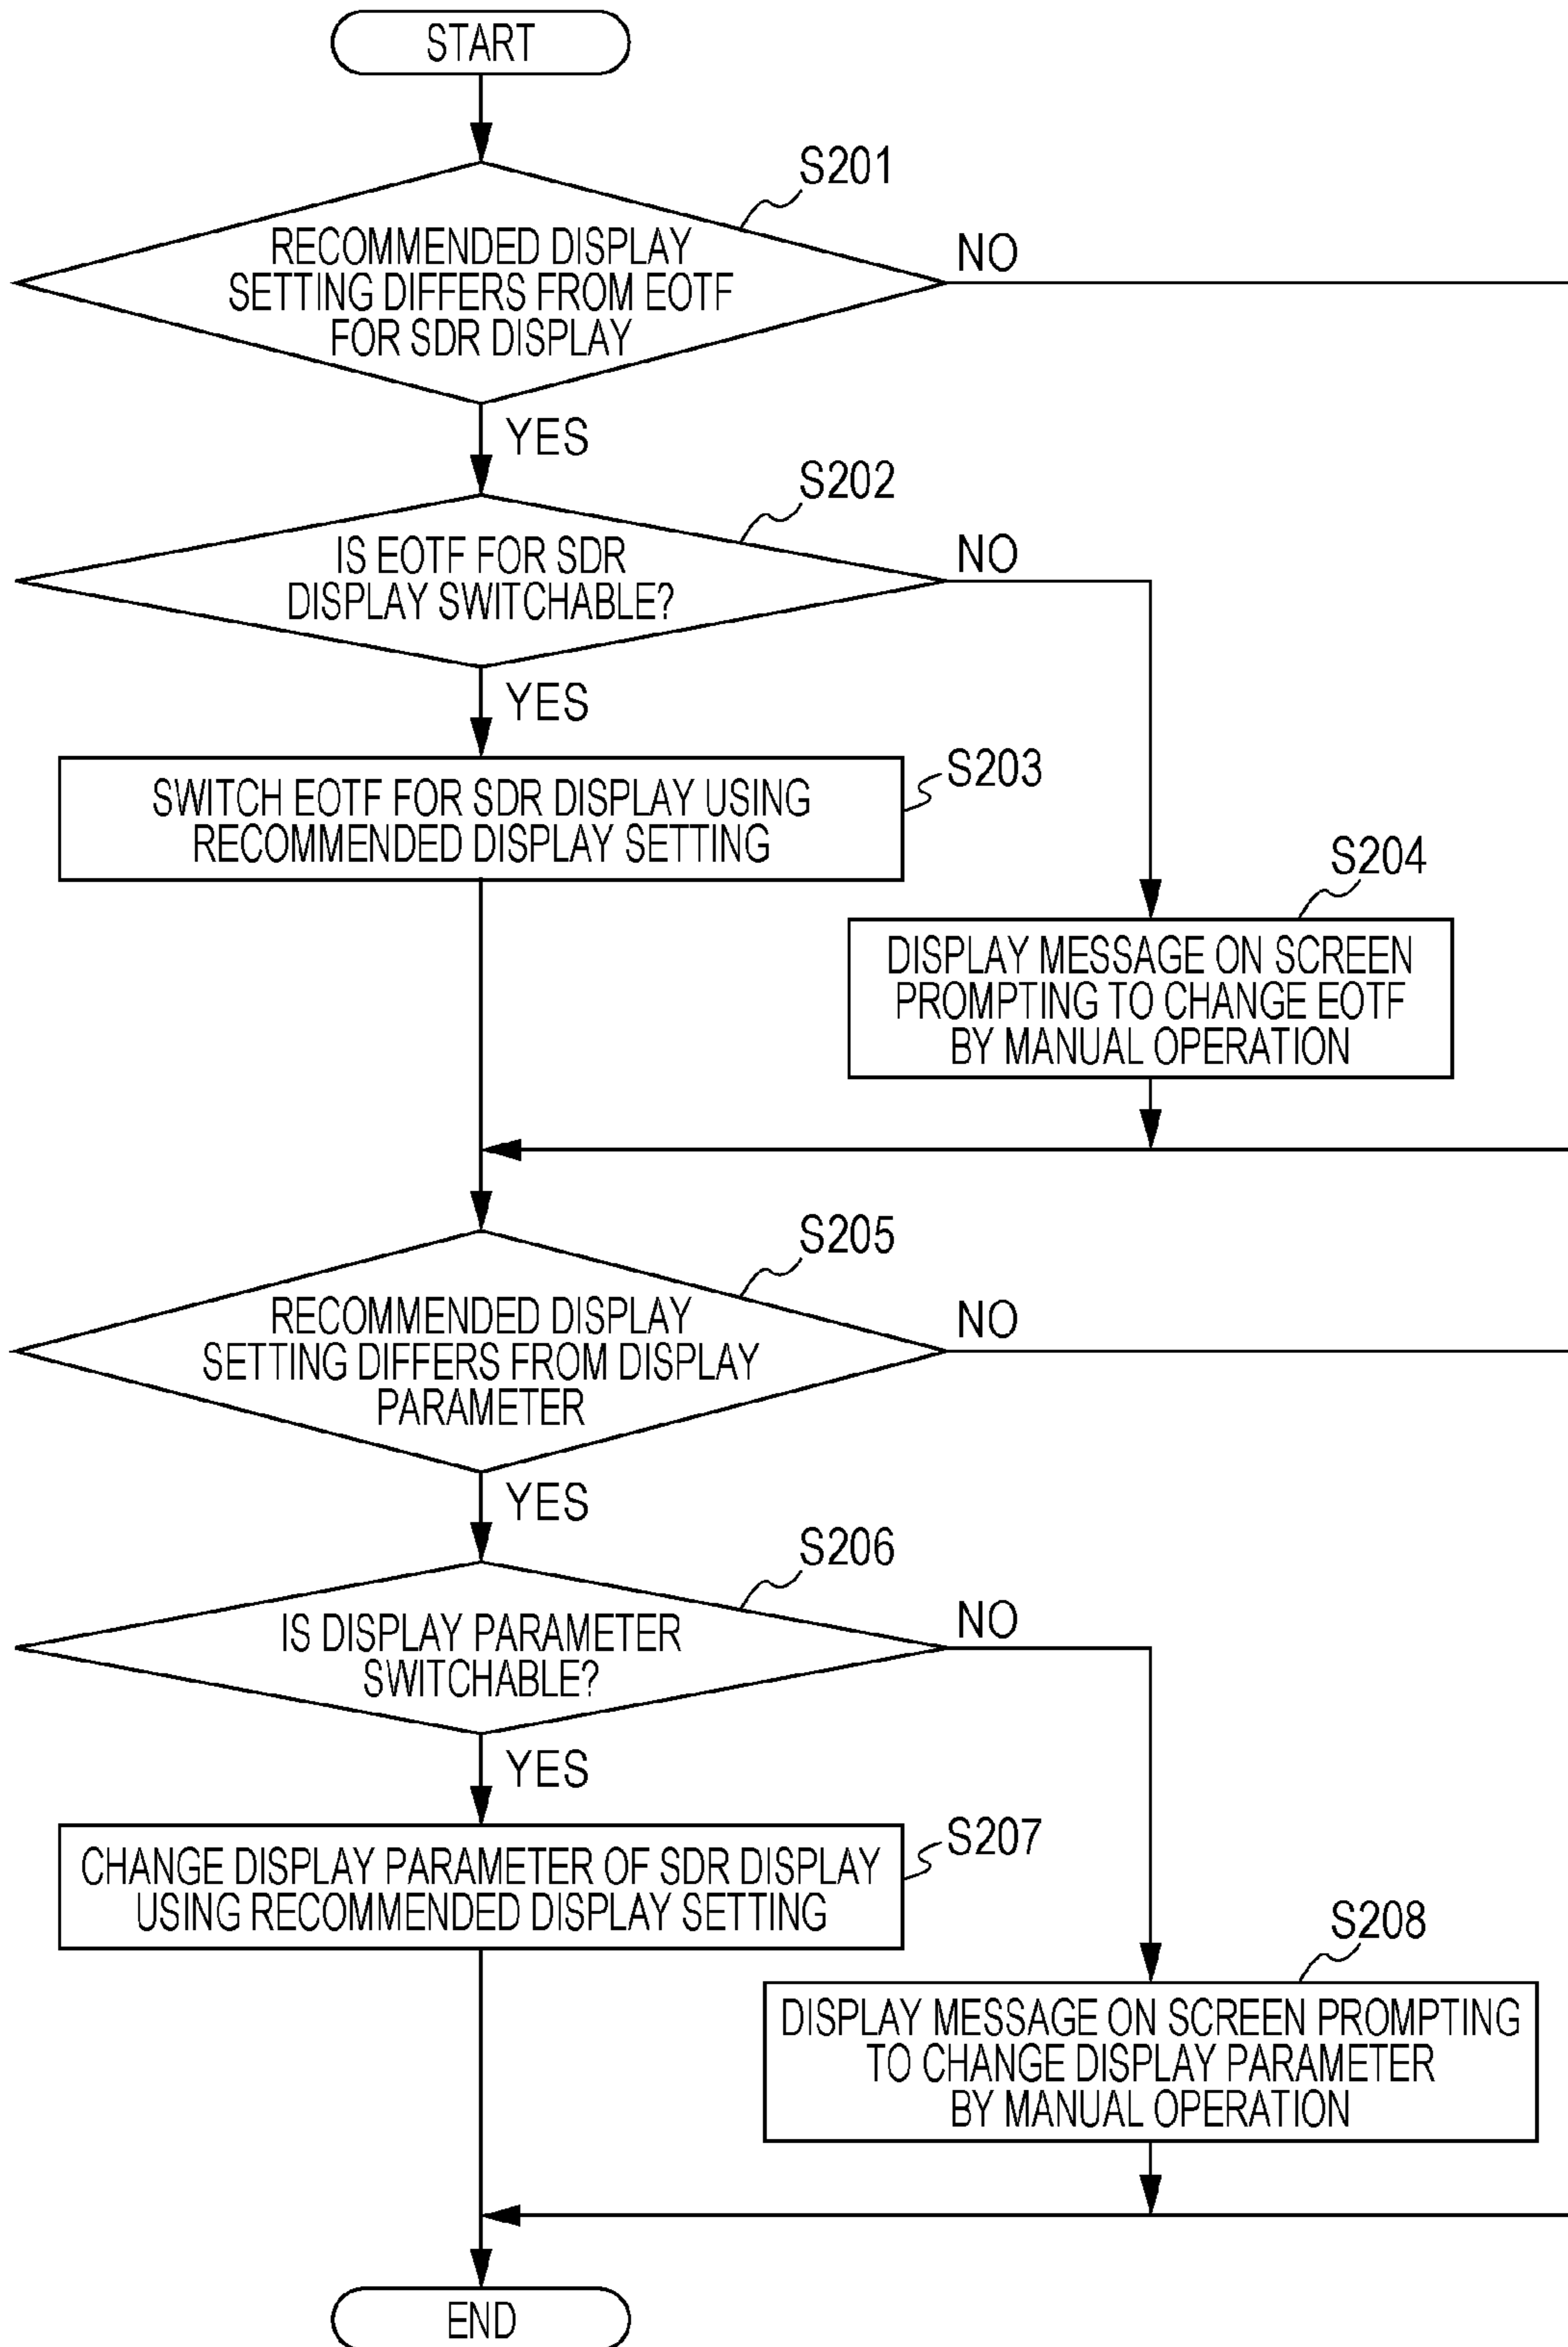 START
S201
RECOMMENDED DISPLAY
SETTING DIFFERS FROM EOTF
FOR SDR DISPLAY
NO
YES
S202
IS EOTF FOR SDR
DISPLAY SWITCHABLE?
NO
YES
S203
SWITCH EOTF FOR SDR DISPLAY USING
RECOMMENDED DISPLAY SETTING
S204
DISPLAY MESSAGE ON SCREEN
PROMPTING TO CHANGE EOTF
BY MANUAL OPERATION
S205
RECOMMENDED DISPLAY
SETTING DIFFERS FROM DISPLAY
PARAMETER
NO
YES
S206
IS DISPLAY PARAMETER
SWITCHABLE?
NO
YES
S207
CHANGE DISPLAY PARAMETER OF SDR DISPLAY
USING RECOMMENDED DISPLAY SETTING
S208
DISPLAY MESSAGE ON SCREEN PROMPTING
TO CHANGE DISPLAY PARAMETER
BY MANUAL OPERATION
END